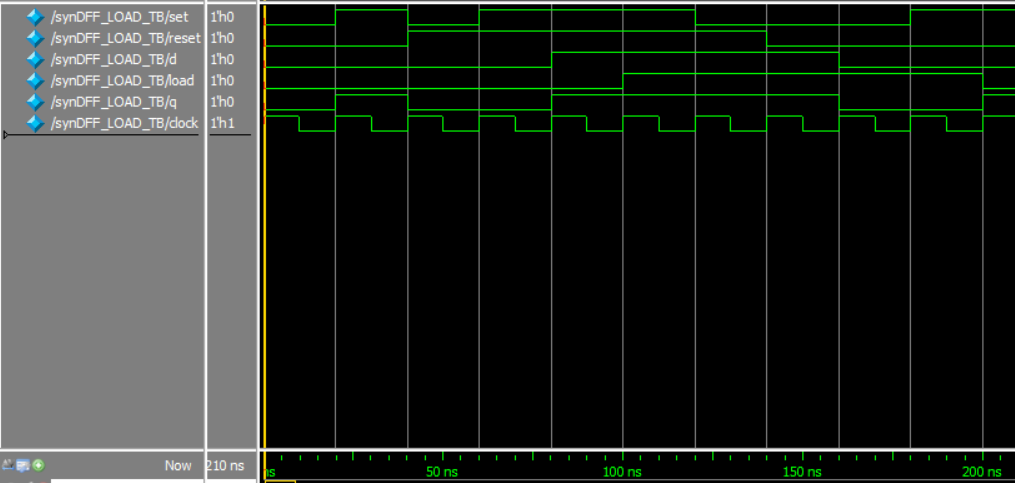 /synDFF_LOAD_TB/set 1'h0
/synDFF_LOAD_TB/reset 1'h0
/synDFF_LOAD_TB/d 1'h0
/synDFF_LOAD_TB/load 1'h0
/synDFF_LOAD_TB/q 1'h0
/synDFF_LOAD_TB/clock 1'h1
Now 210 ns ns 50 ns 100 ns 150 ns 200 ns